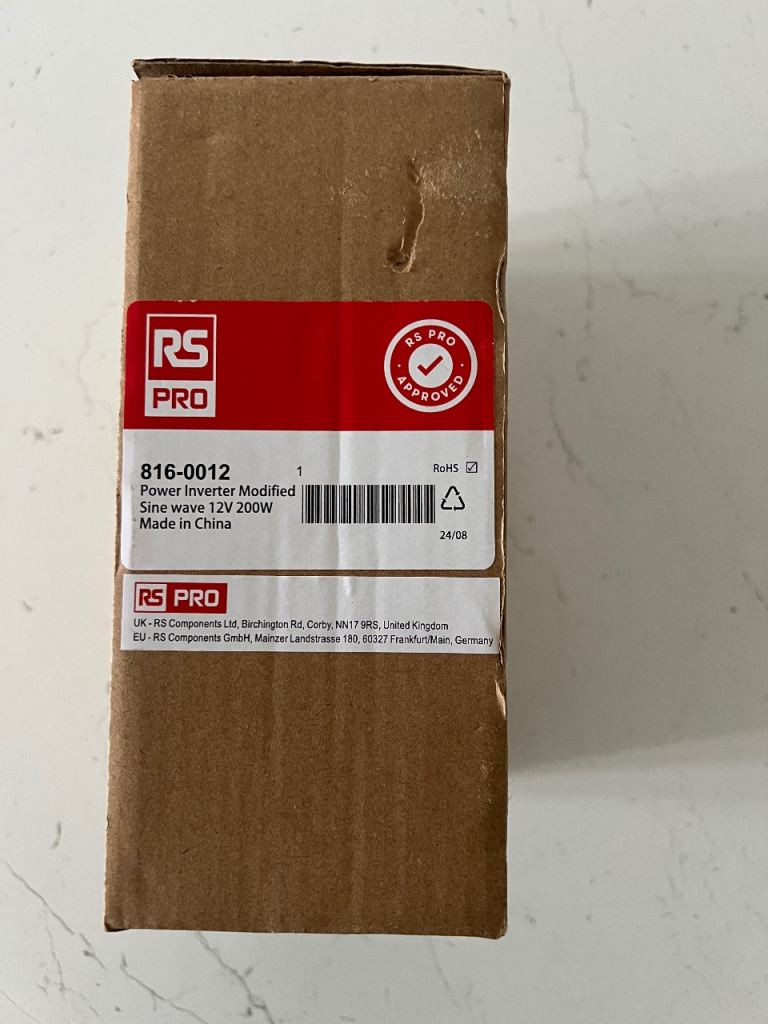 RS
PRO
RS PRO
APPROVED
816-0012
1
RoHS ☑
Power Inverter Modified
Sine wave 12V 200W
Made in China
24/08
RS PRO
UK - RS Components Ltd, Birchington Rd, Corby, NN17 9RS, United Kingdom
EU - RS Components GmbH, Mainzer Landstrasse 180, 60327 Frankfurt/Main, Germany